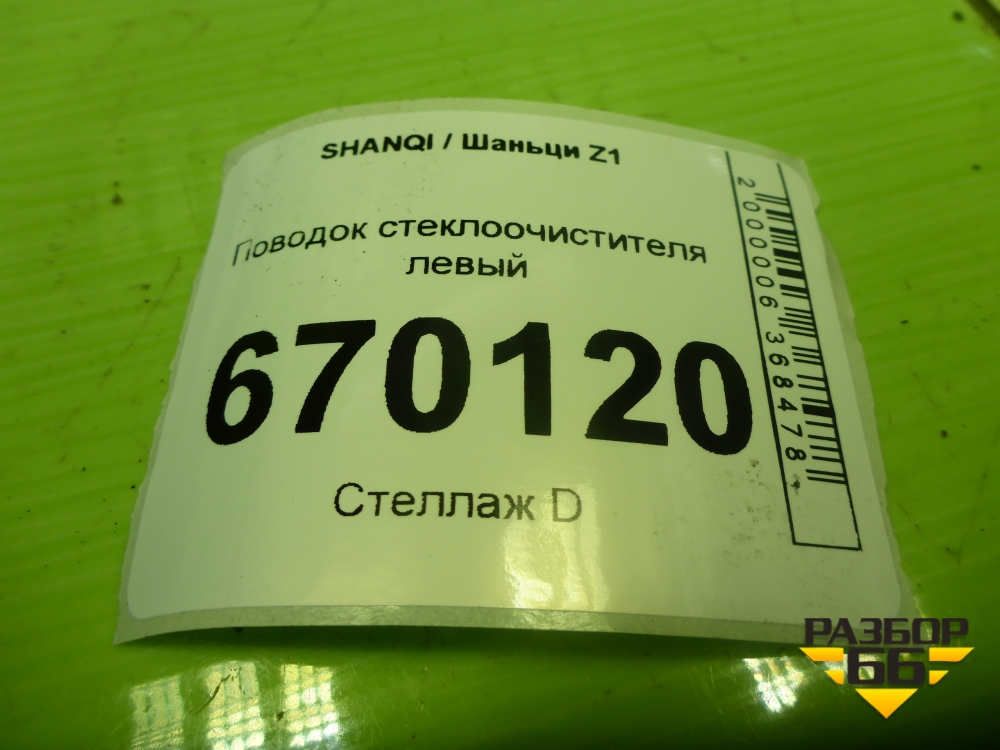 SHANQI / Шаньци Z1
Поводок стеклоочистителя
левый
670120
Стеллаж D
2000006368478
РАЗБОР
66